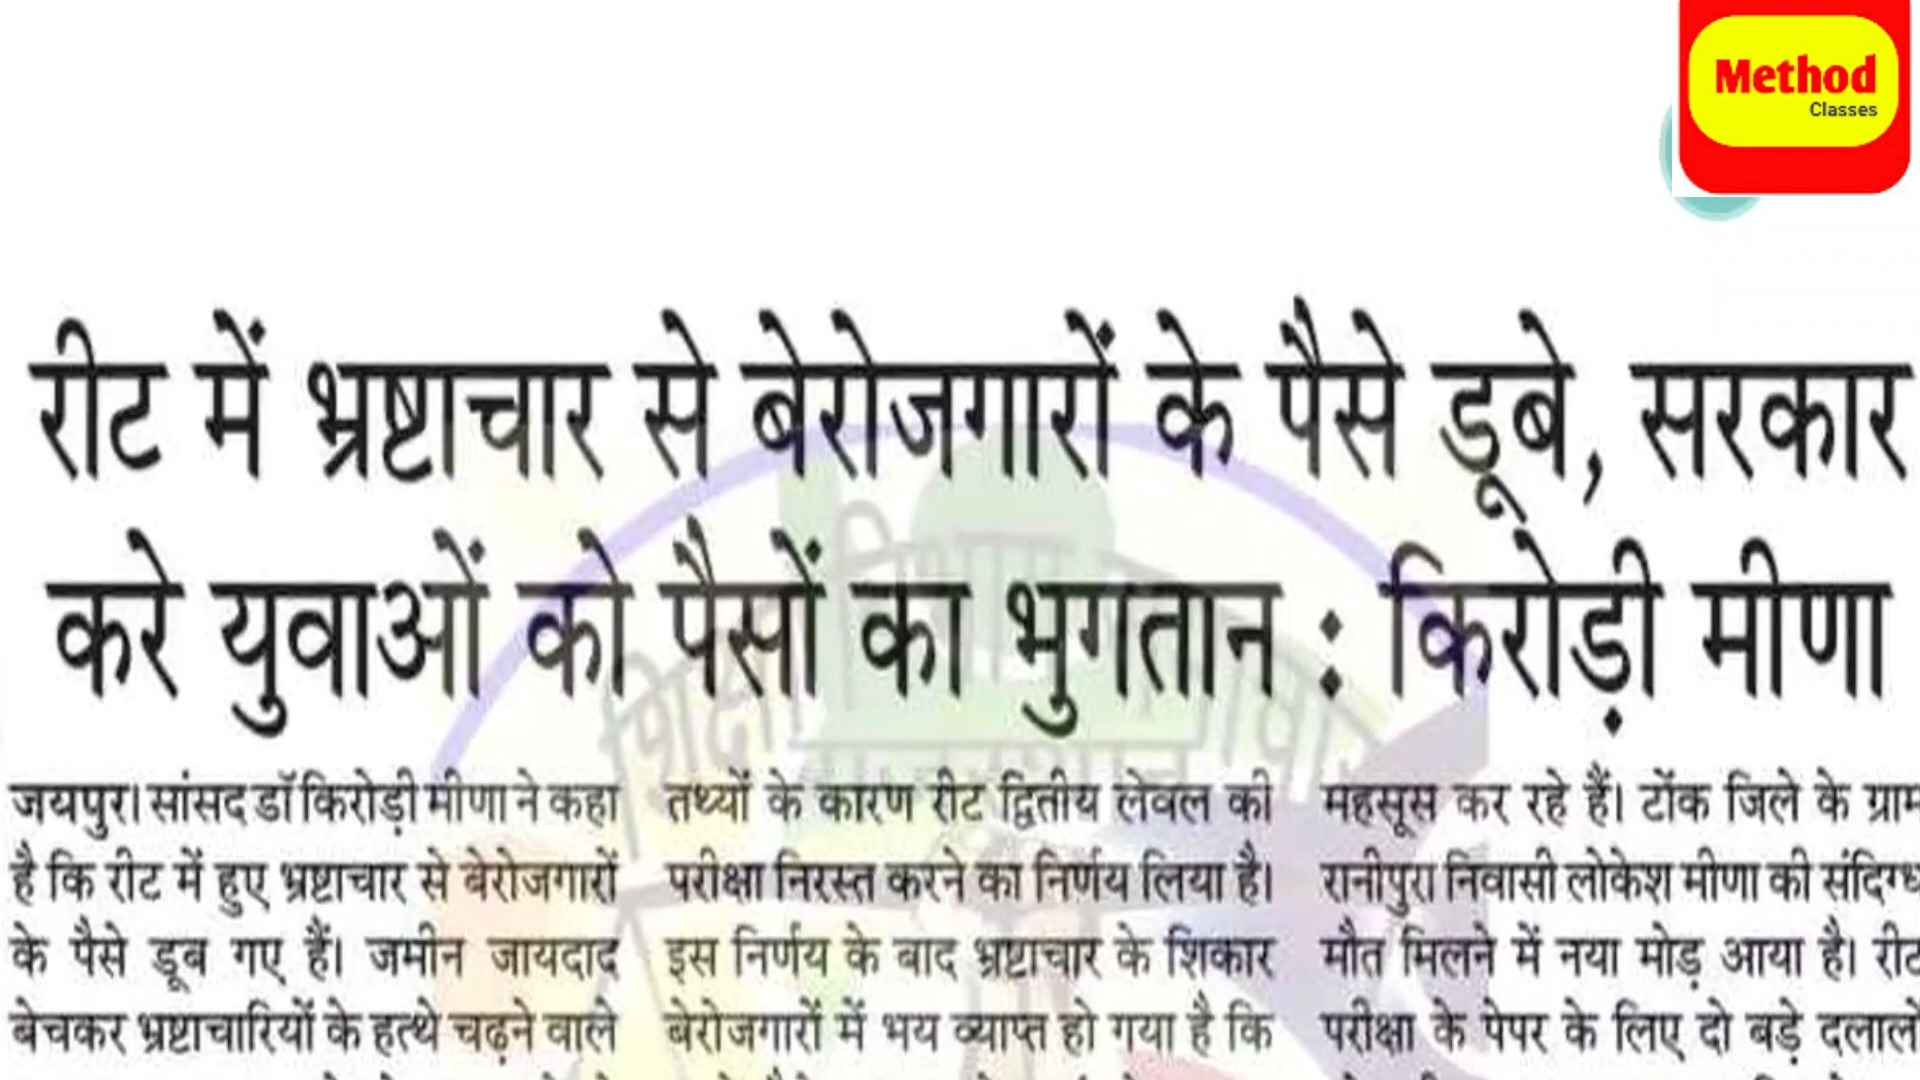 Method
Classes
रीट में भ्रष्टाचार से बेरोजगारों के पैसे डूबे, सरकार
करे युवाओं को पैसों का भुगतान : किरोड़ी मीणा
जयपुर। सांसद डॉ किरोड़ी मीणा ने कहा
है कि रीट में हुए भ्रष्टाचार से बेरोजगारों
के पैसे डूब गए हैं। जमीन जायदाद
बेचकर भ्रष्टाचारियों के हत्थे चढ़ने वाले
तथ्यों के कारण रीट द्वितीय लेवल की
परीक्षा निरस्त करने का निर्णय लिया है।
इस निर्णय के बाद भ्रष्टाचार के शिकार
बेरोजगारों में भय व्याप्त हो गया है कि
महसूस कर रहे हैं। टोंक जिले के ग्राम
रानीपुरा निवासी लोकेश मीणा की संदिग्ध
मौत मिलने में नया मोड़ आया है। रीट
परीक्षा के पेपर के लिए दो बड़े दलालों